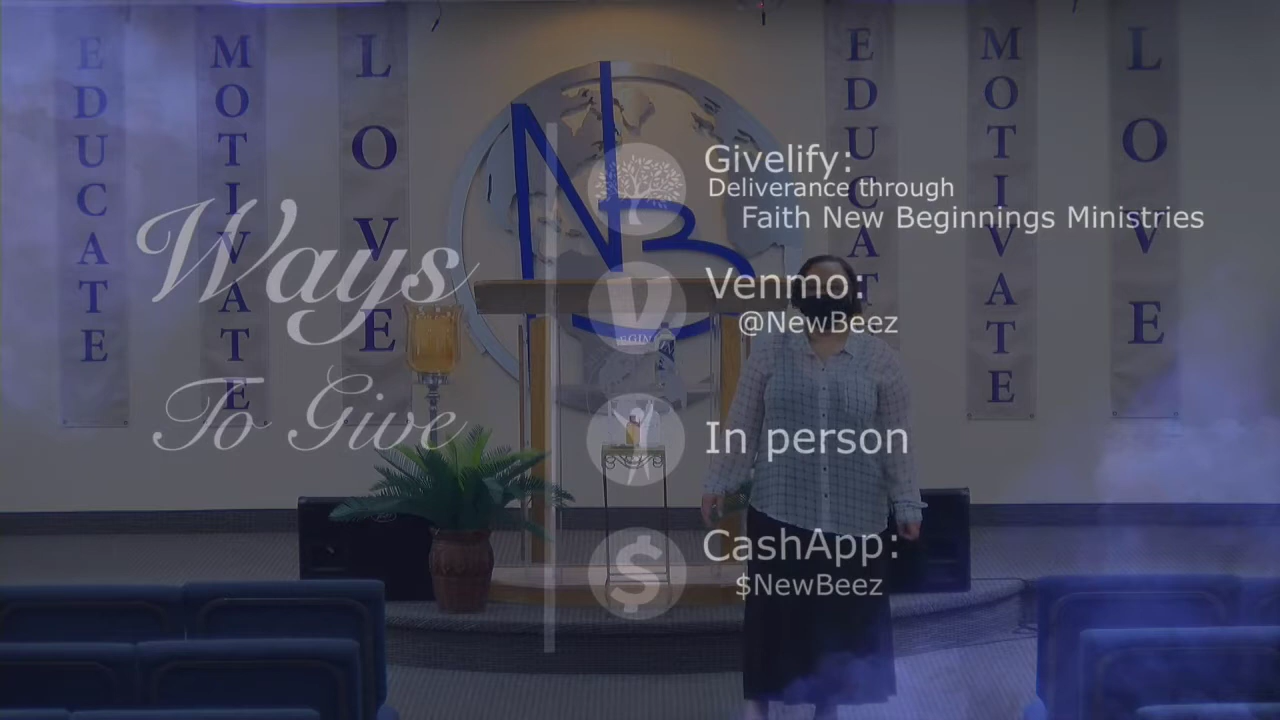 EDUCATE
MOTIVATE
LOVE
NB
EDUCATE
MOTIVATE
LOVE
Ways
To Give
Givelify:
Deliverance through
Faith New Beginnings Ministries
Venmo:
@NewBeez
In person
CashApp:
$NewBeez